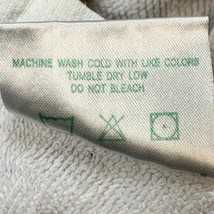 MACHINE WASH COLD WITH LIKE COLORS
TUMBLE DRY LOW
DO NOT BLEACH